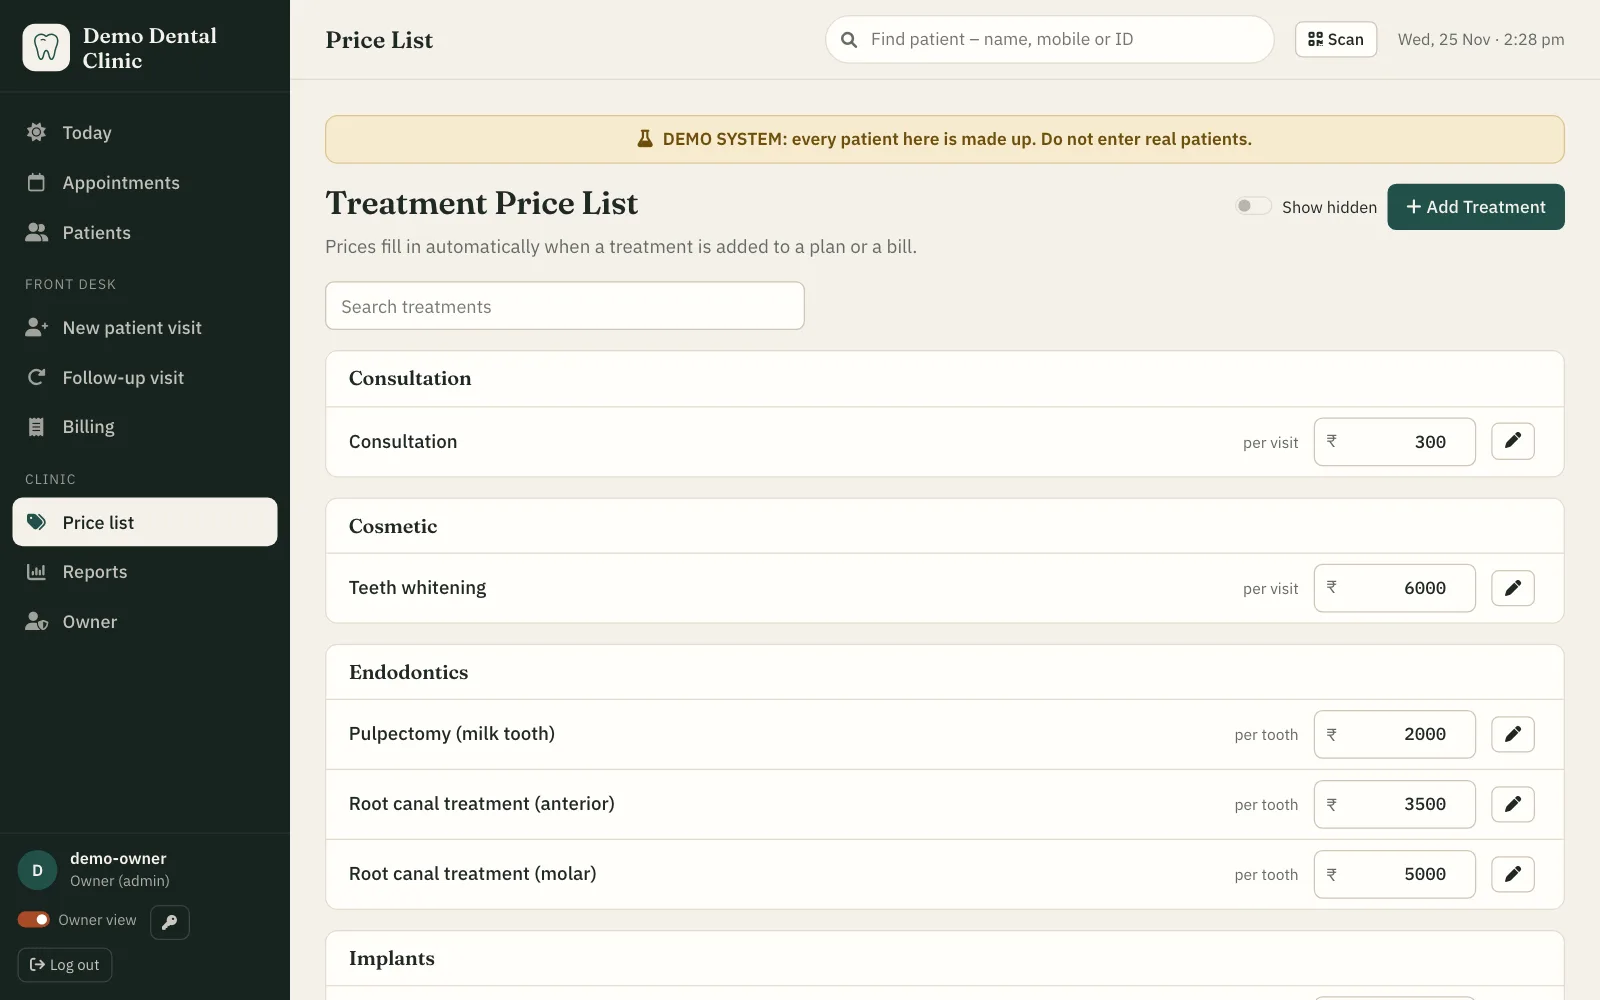 Demo Dental
Clinic
Today
Appointments
Patients
FRONT DESK
New patient visit
Follow-up visit
Billing
CLINIC
Price list
Reports
Owner
D
demo-owner
Owner (admin)
Owner view
Log out
Price List
Find patient – name, mobile or ID
Scan
Wed, 25 Nov · 2:28 pm
DEMO SYSTEM: every patient here is made up. Do not enter real patients.
Treatment Price List
Show hidden
+ Add Treatment
Prices fill in automatically when a treatment is added to a plan or a bill.
Search treatments
Consultation
Consultation per visit ₹ 300
Cosmetic
Teeth whitening per visit ₹ 6000
Endodontics
Pulpectomy (milk tooth) per tooth ₹ 2000
Root canal treatment (anterior) per tooth ₹ 3500
Root canal treatment (molar) per tooth ₹ 5000
Implants